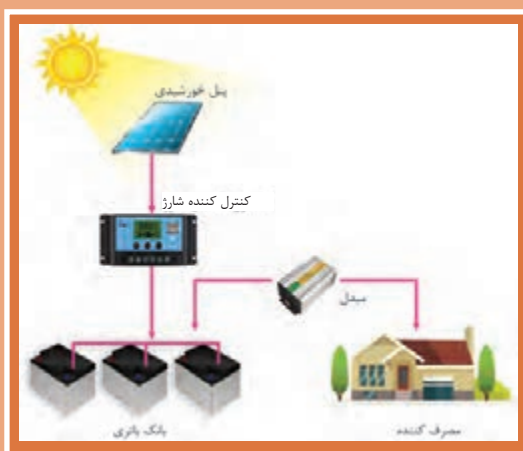 پنل خورشیدی
کنترل کننده شارژ
مبدل
بانک باتری
مصرف کننده